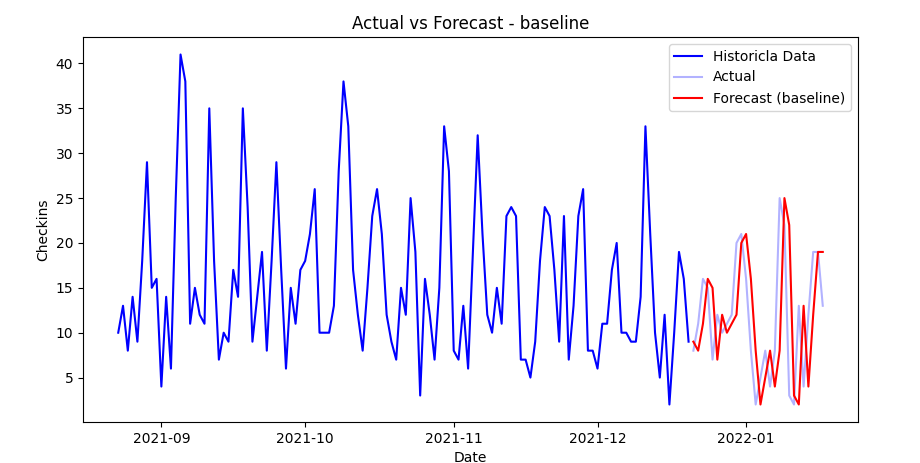 Actual vs Forecast - baseline
Historicla Data
Actual
Forecast (baseline)
Checkins
40
35
30
25
20
15
10
5
2021-09
2021-10
2021-11
2021-12
2022-01
Date